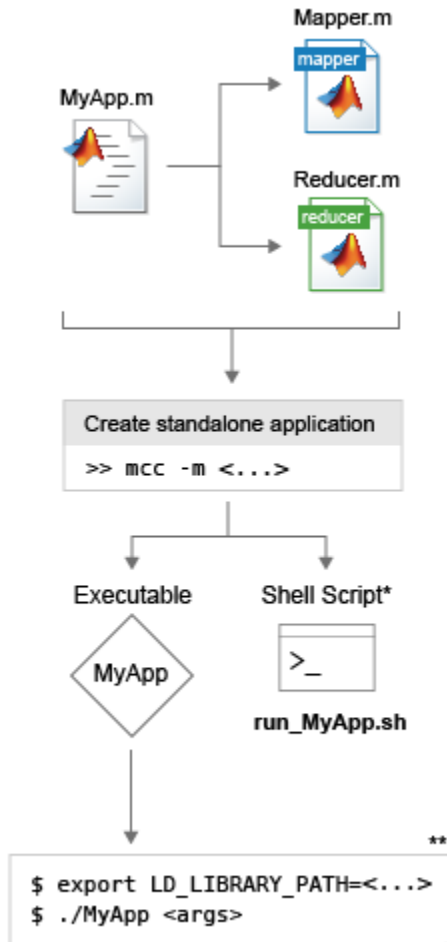 Mapper.m
mapper
MyApp.m
Reducer.m
reducer
Create standalone application
>> mcc -m <...>
Executable
Shell Script*
MyApp
>_
run_MyApp.sh
**
$ export LD_LIBRARY_PATH=<...>
$ ./MyApp <args>